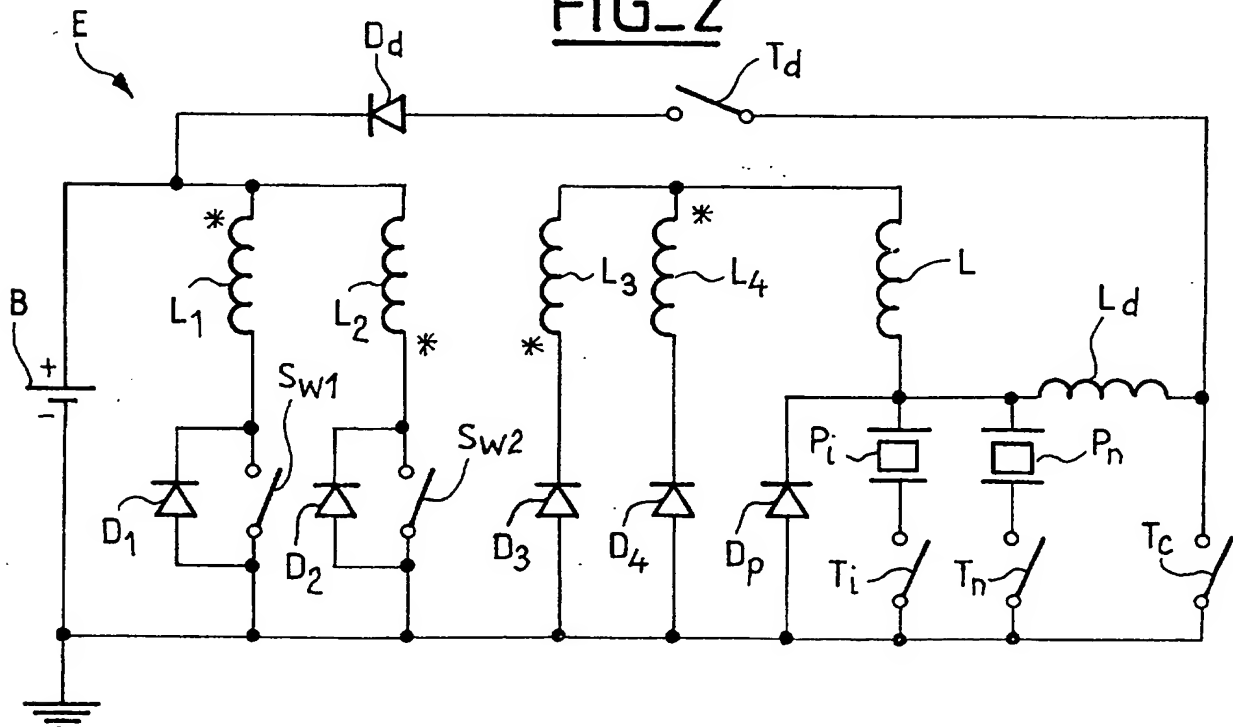 FIG_2
E
Dd
Td
*
*
L1
L2
*
L3
*
L4
L
Ld
B
+
-
SW1
SW2
Pi
Pn
D1
D2
D3
D4
Dp
Ti
Tn
Tc